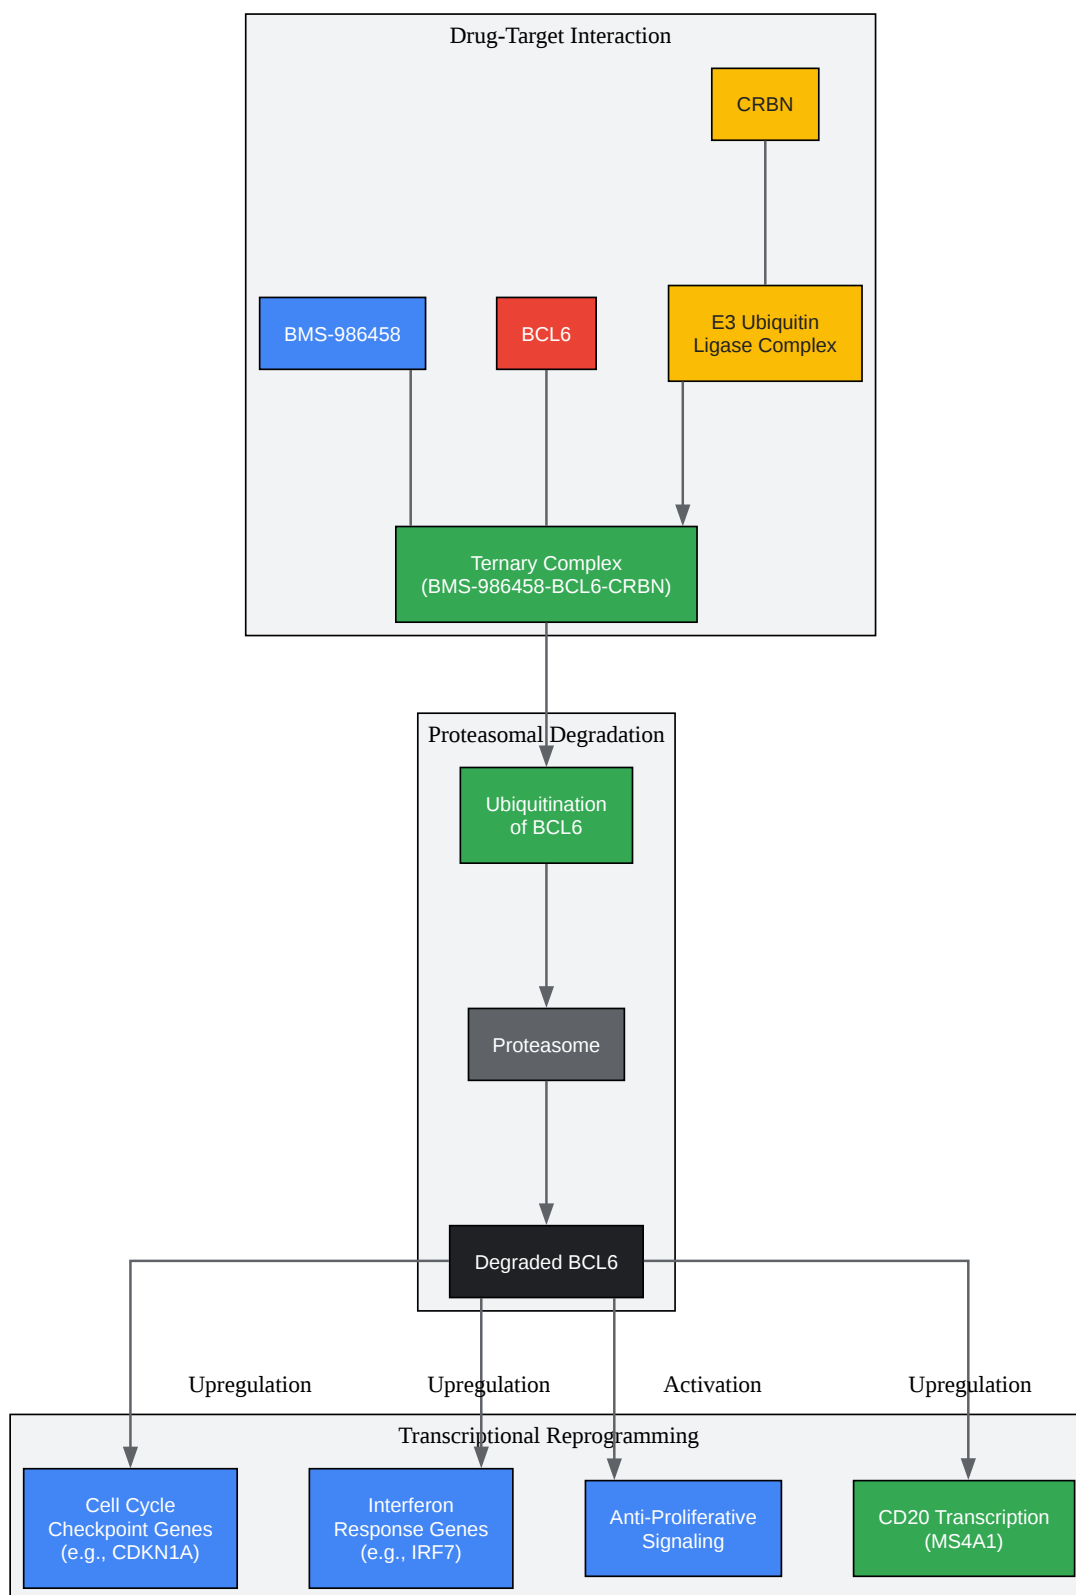 Drug-Target Interaction
CRBN
BMS-986458
BCL6
E3 Ubiquitin
Ligase Complex
Ternary Complex
(BMS-986458-BCL6-CRBN)
Proteasomal Degradation
Ubiquitination
of BCL6
Proteasome
Degraded BCL6
Upregulation
Upregulation
Activation
Upregulation
Transcriptional Reprogramming
Cell Cycle
Checkpoint Genes
(e.g., CDKN1A)
Interferon
Response Genes
(e.g., IRF7)
Anti-Proliferative
Signaling
CD20 Transcription
(MS4A1)